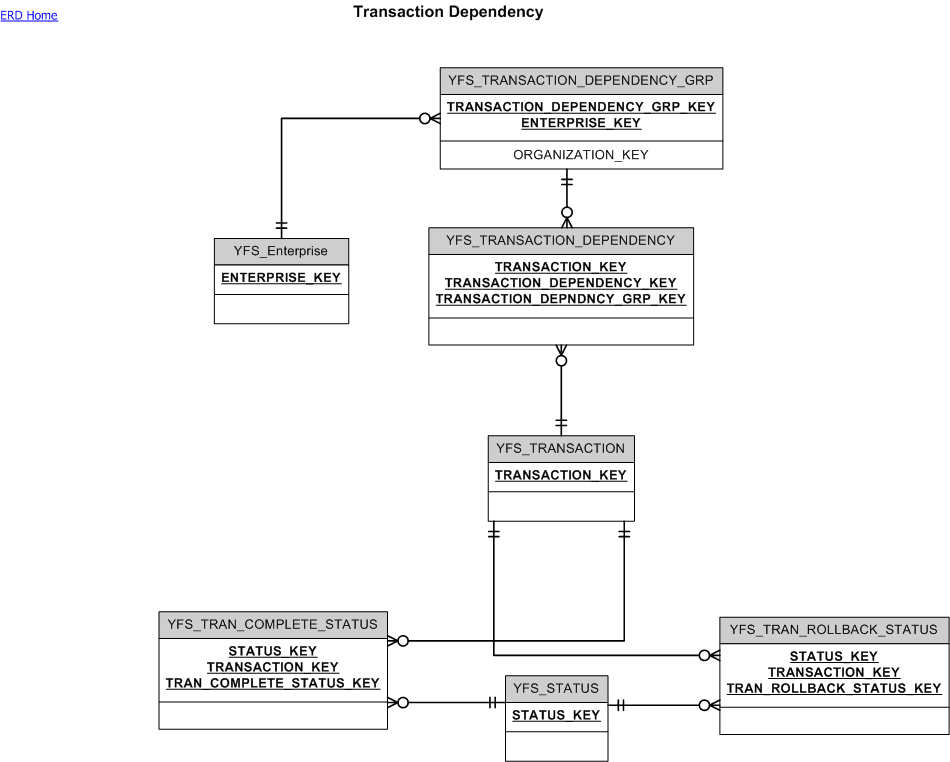 ERD Home
Transaction Dependency
YFS_TRANSACTION_DEPENDENCY_GRP
TRANSACTION_DEPENDENCY_GRP_KEY
ENTERPRISE_KEY
ORGANIZATION_KEY
YFS_Enterprise
ENTERPRISE_KEY
YFS_TRANSACTION_DEPENDENCY
TRANSACTION_KEY
TRANSACTION_DEPENDENCY_KEY
TRANSACTION_DEPNDNCY_GRP_KEY
YFS_TRANSACTION
TRANSACTION_KEY
YFS_TRAN_COMPLETE_STATUS
STATUS_KEY
TRANSACTION_KEY
TRAN_COMPLETE_STATUS_KEY
YFS_STATUS
STATUS_KEY
YFS_TRAN_ROLLBACK_STATUS
STATUS_KEY
TRANSACTION_KEY
TRAN_ROLLBACK_STATUS_KEY